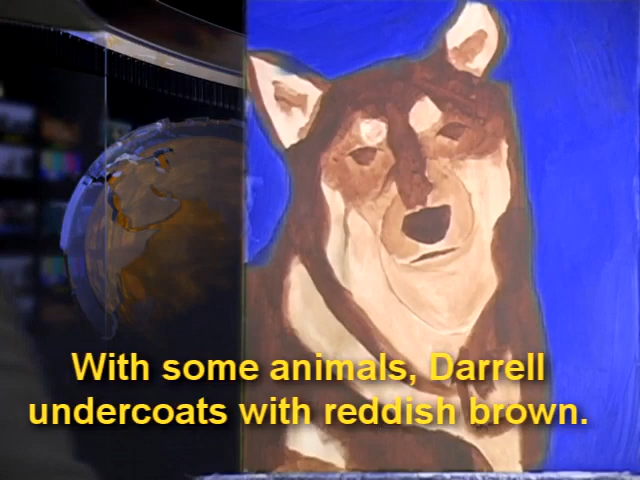 With some animals, Darrell
undercoats with reddish brown.